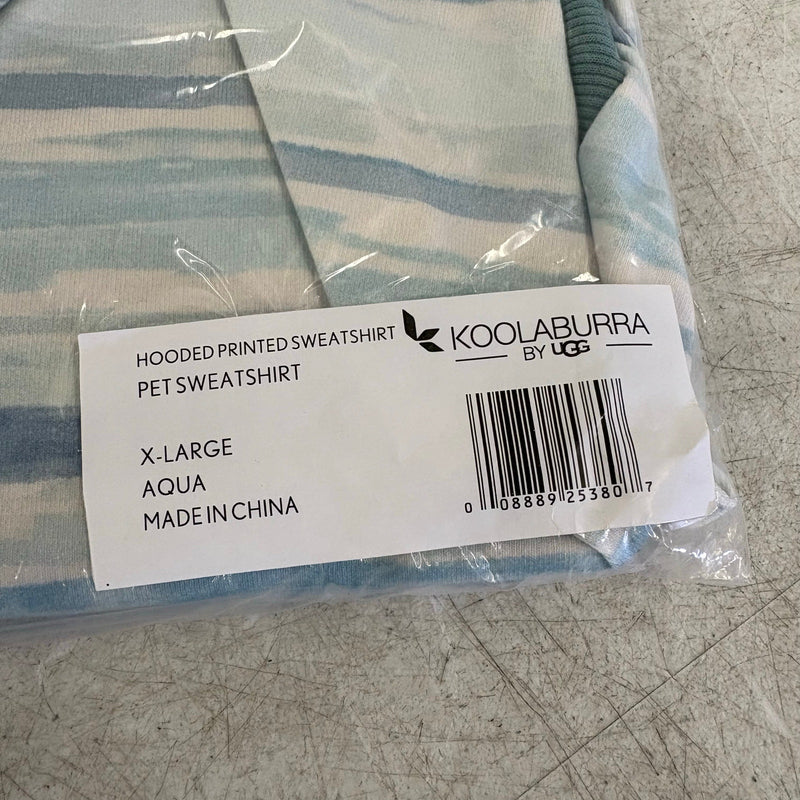 HOODED PRINTED SWEATSHIRT
PET SWEATSHIRT
X-LARGE
AQUA
MADE IN CHINA
KOOLABURRA
BY UGG
0 08889 25380 7